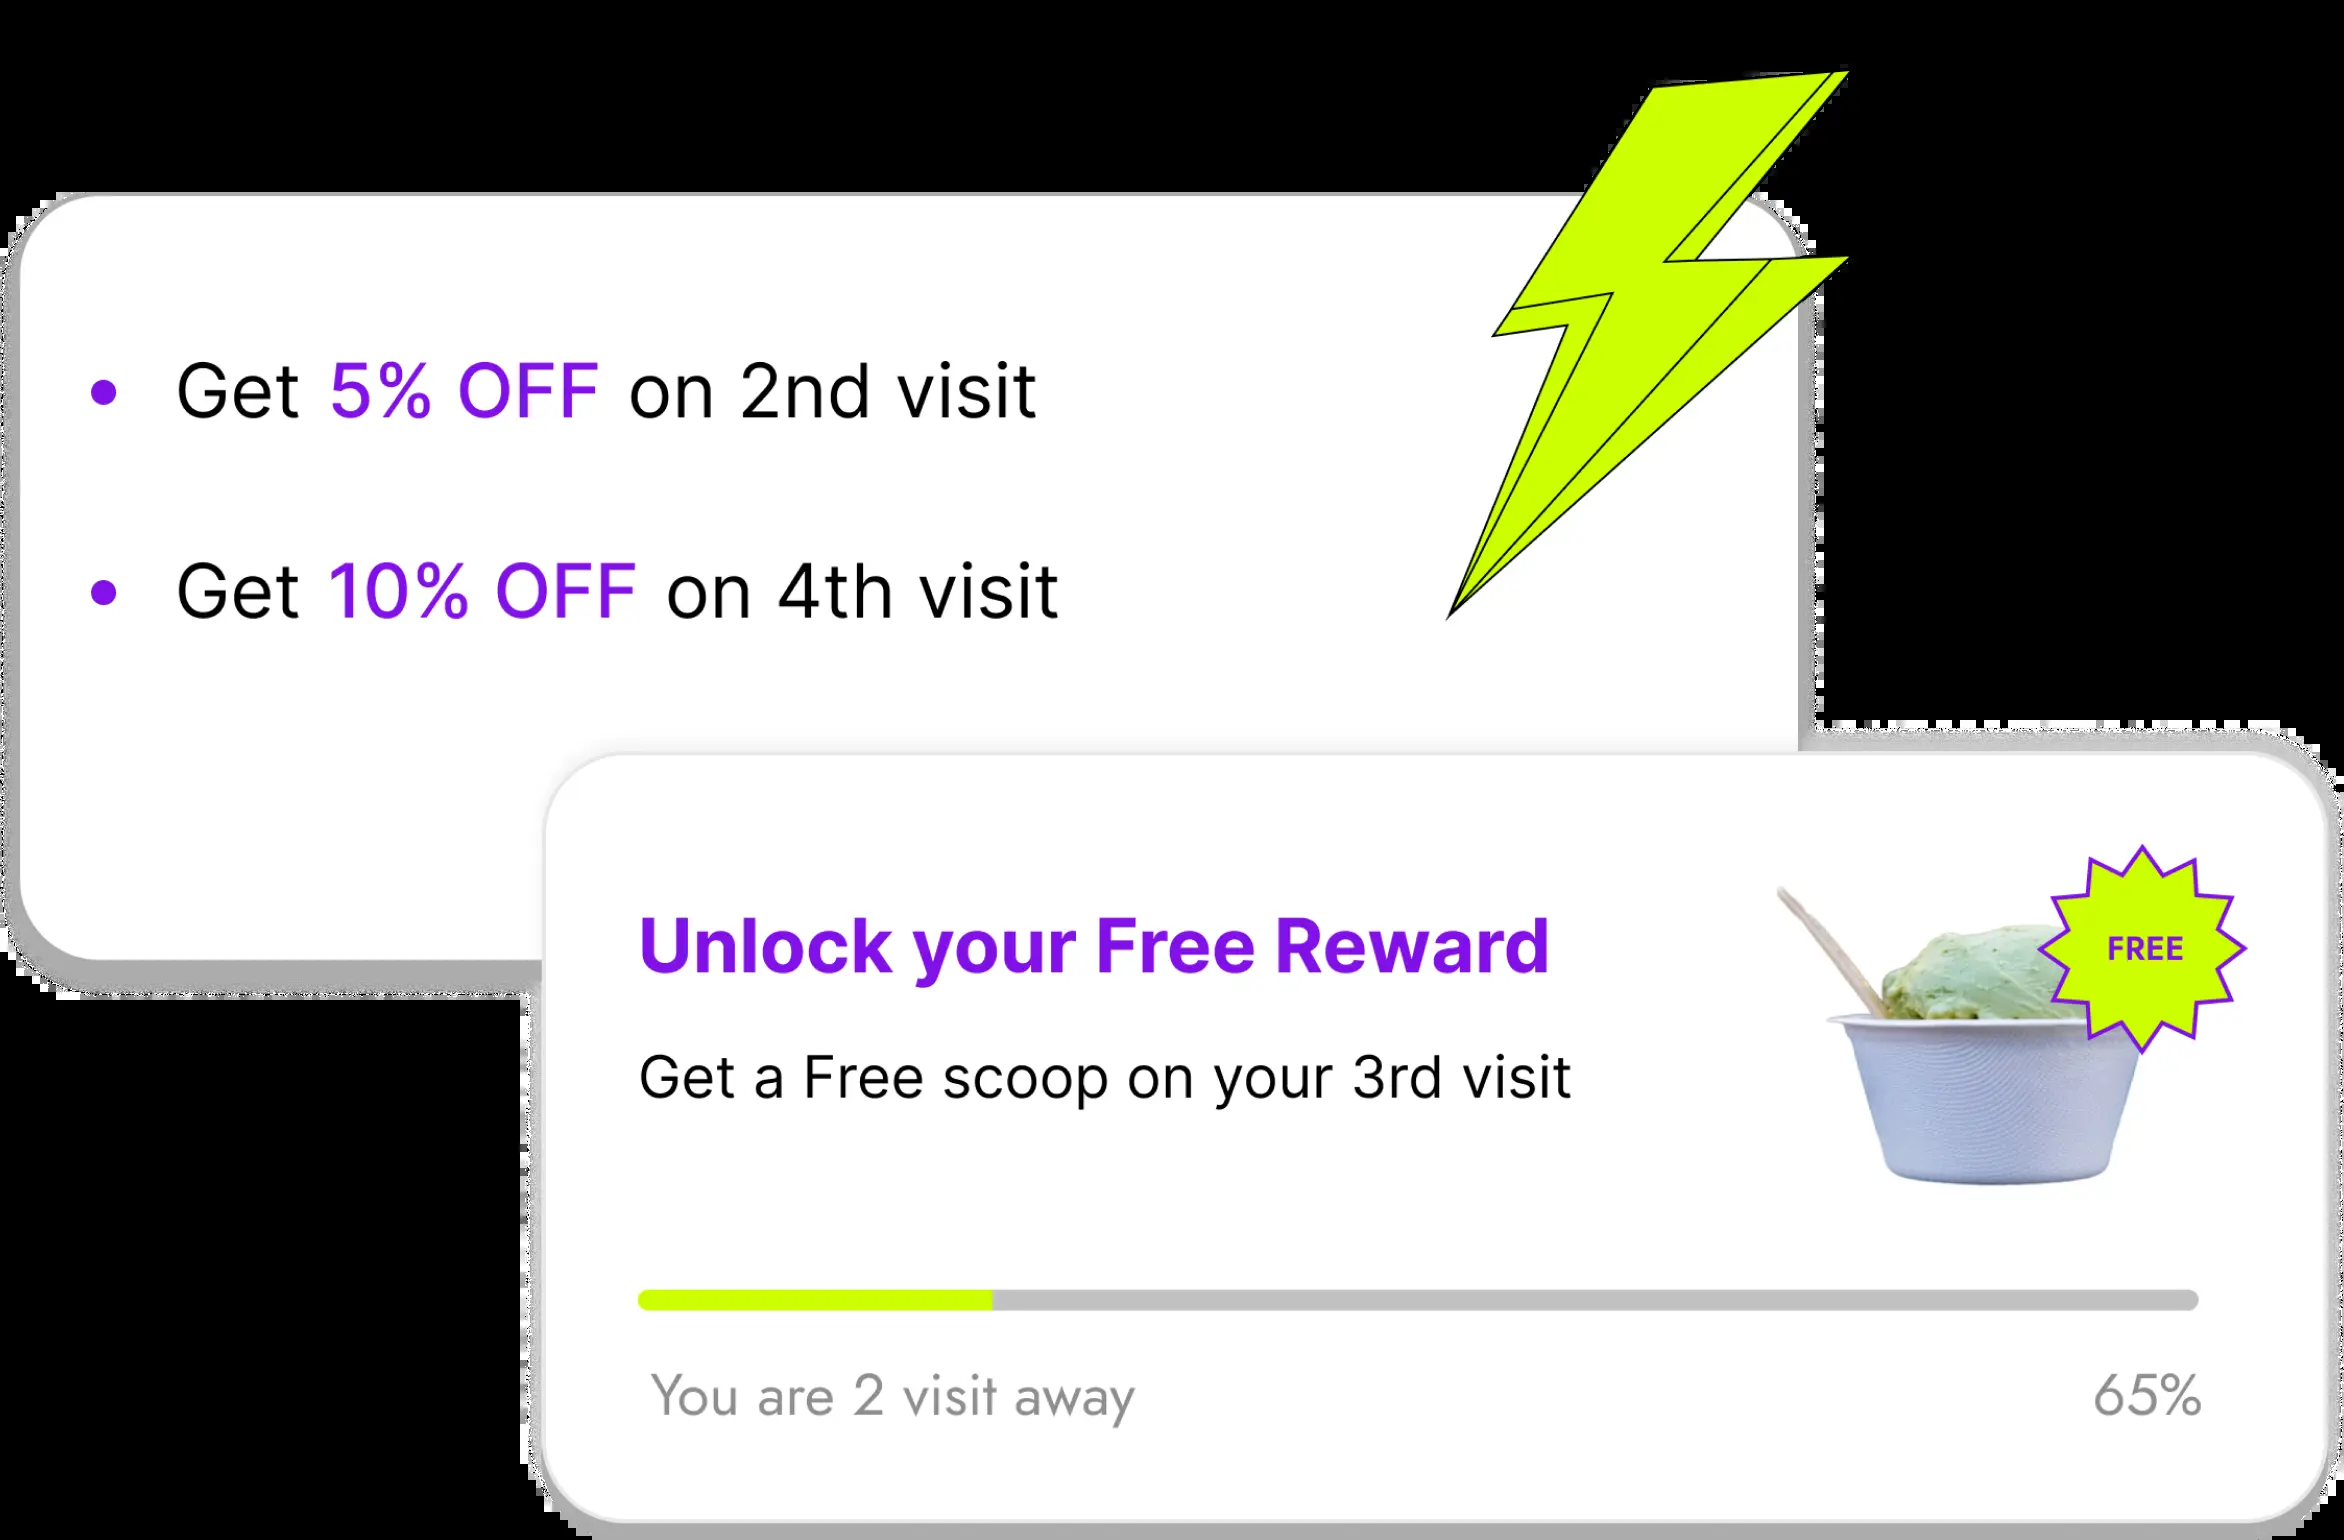 Get 5% OFF on 2nd visit
Get 10% OFF on 4th visit
Unlock your Free Reward
FREE
Get a Free scoop on your 3rd visit
You are 2 visit away
65%